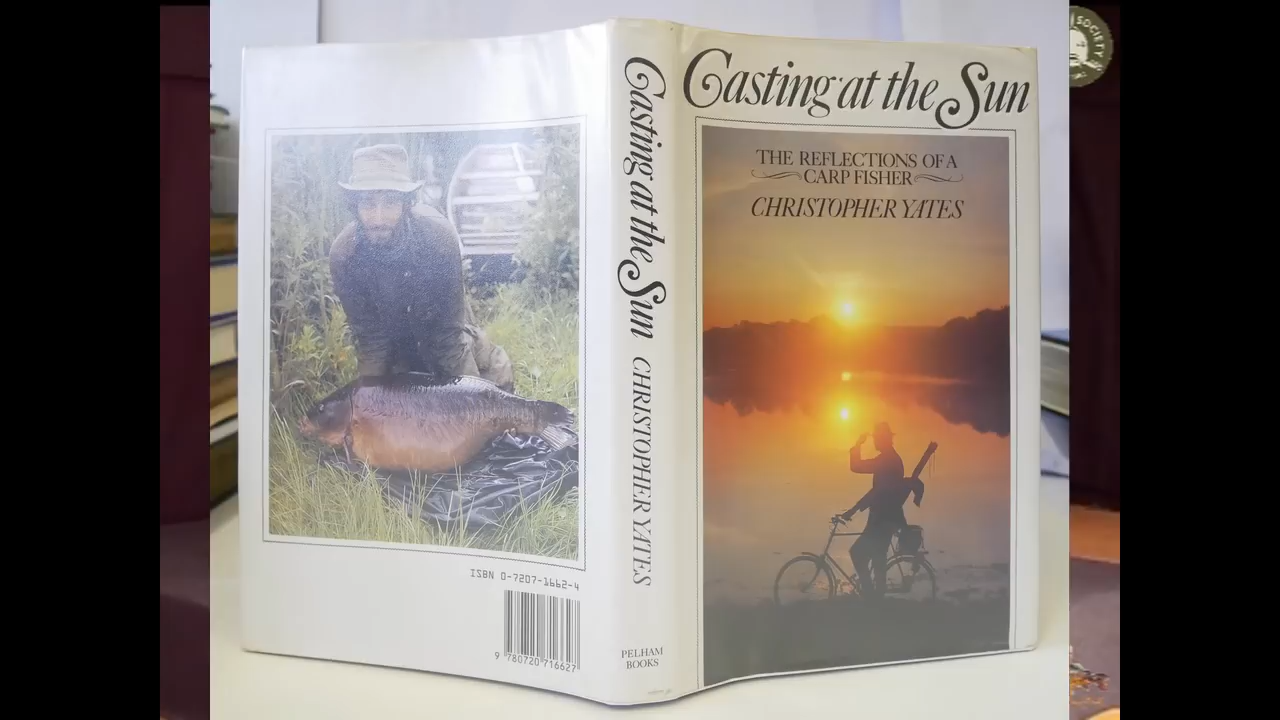 Casting at the Sun
THE REFLECTIONS OF A
CARP FISHER
CHRISTOPHER YATES
Casting at the Sun
CHRISTOPHER YATES
PELHAM
BOOKS
ISBN 0-7207-1662-4
9 780720 716627
SOCIETY